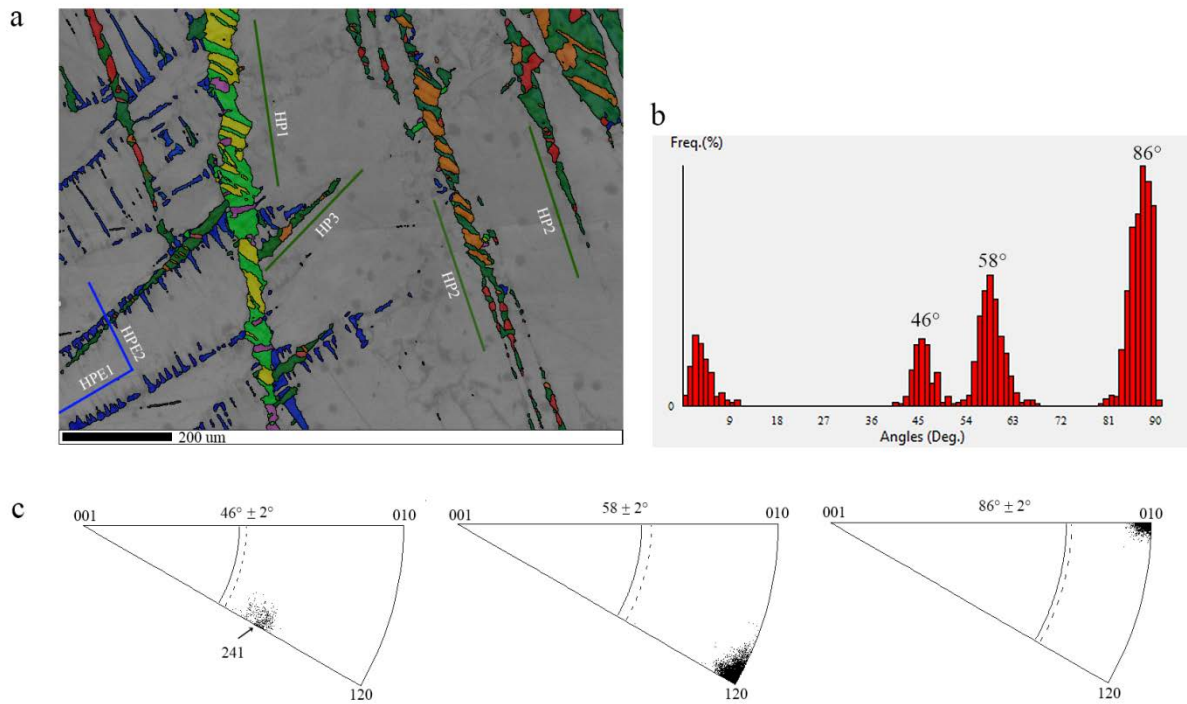 a
HP1
HP3
HP2
HP2
HPE2
HPE1
200 um
b
Freq.(%)
86°
58°
46°
0
9 18 27 36 45 54 63 72 81 90
Angles (Deg.)
c
001 46° ± 2° 010
241
120
001 58 ± 2° 010
120
001 86° ± 2° 010
120